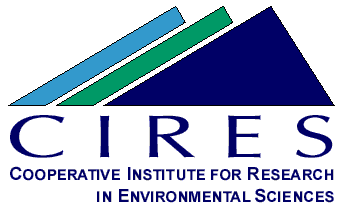 CIRES
COOPERATIVE INSTITUTE FOR RESEARCH
IN ENVIRONMENTAL SCIENCES